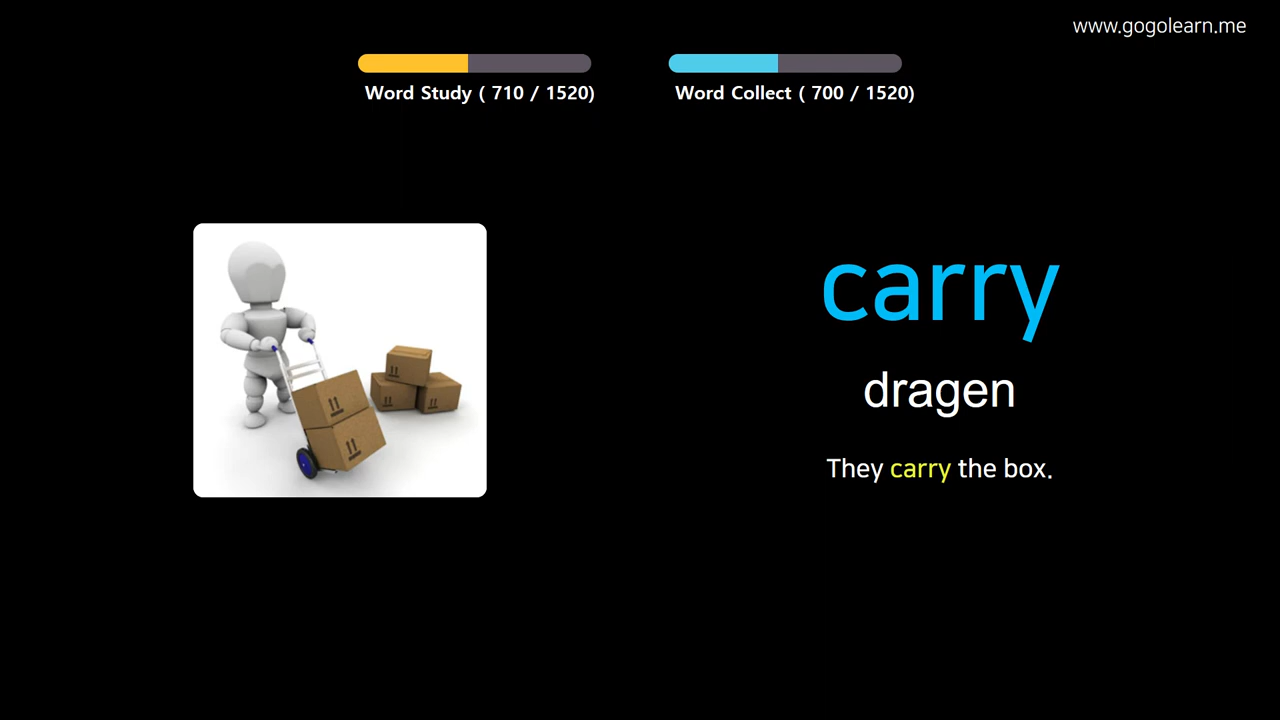 www.gogolearn.me
Word Study ( 710 / 1520)
Word Collect ( 700 / 1520)
carry
dragen
They carry the box.